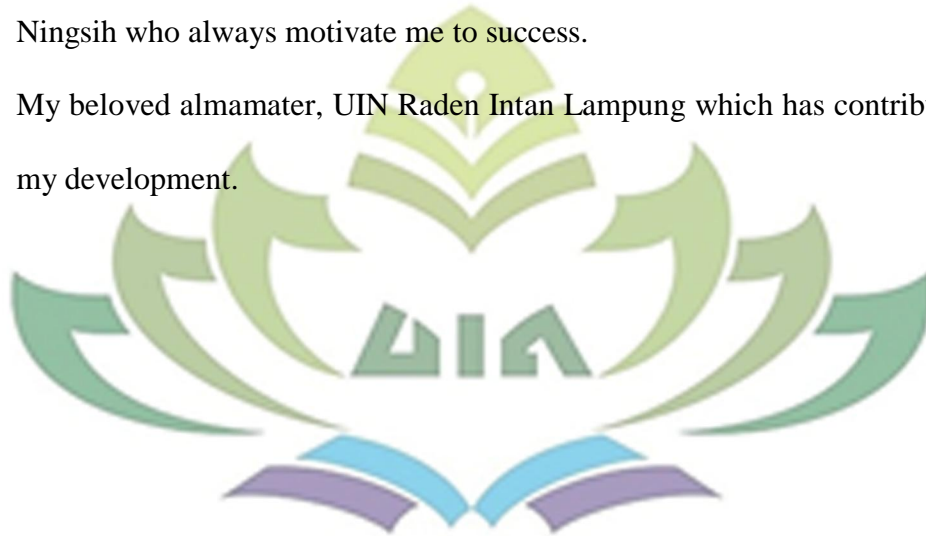 Ningsih who always motivate me to success.
My beloved almamater, UIN Raden Intan Lampung which has contrib
my development.
UIN